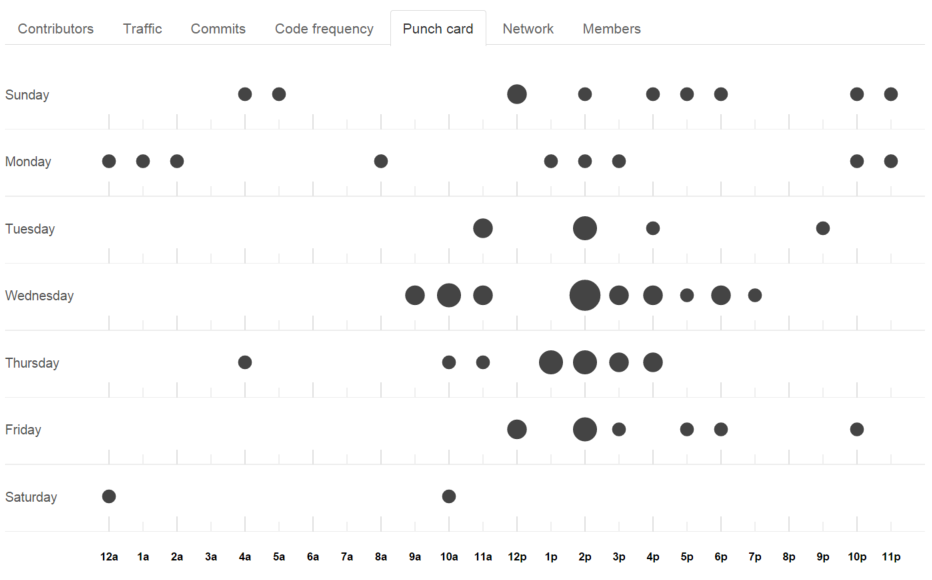 Contributors Traffic Commits Code frequency Punch card Network Members
Sunday
Monday
Tuesday
Wednesday
Thursday
Friday
Saturday
12a 1a 2a 3a 4a 5a 6a 7a 8a 9a 10a 11a 12p 1p 2p 3p 4p 5p 6p 7p 8p 9p 10p 11p